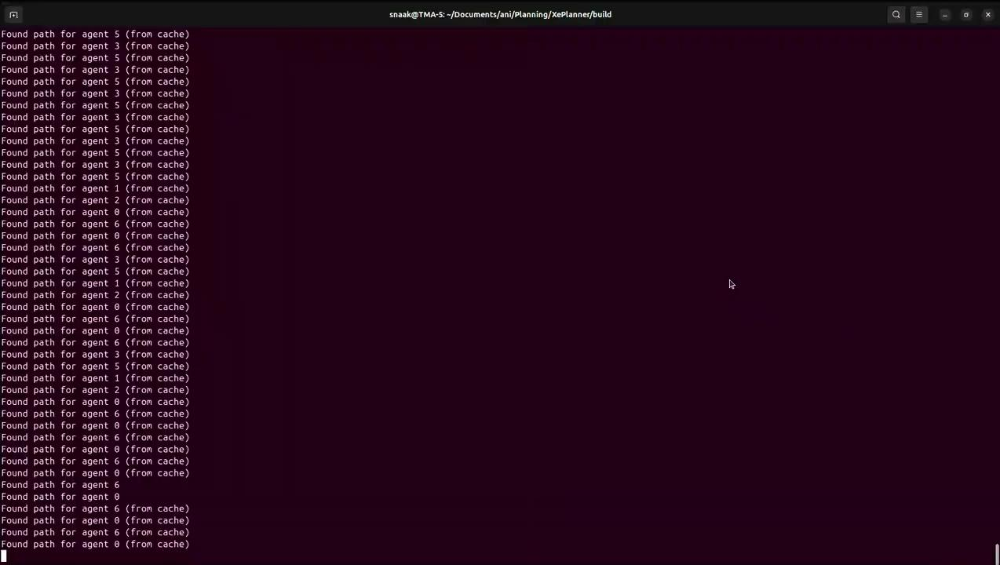 snaak@TMA-5: ~/Documents/ani/Planning/XePlanner/build
Found path for agent 5 (from cache)
Found path for agent 3 (from cache)
Found path for agent 5 (from cache)
Found path for agent 3 (from cache)
Found path for agent 5 (from cache)
Found path for agent 3 (from cache)
Found path for agent 5 (from cache)
Found path for agent 3 (from cache)
Found path for agent 5 (from cache)
Found path for agent 3 (from cache)
Found path for agent 5 (from cache)
Found path for agent 3 (from cache)
Found path for agent 5 (from cache)
Found path for agent 1 (from cache)
Found path for agent 2 (from cache)
Found path for agent 0 (from cache)
Found path for agent 6 (from cache)
Found path for agent 0 (from cache)
Found path for agent 6 (from cache)
Found path for agent 3 (from cache)
Found path for agent 5 (from cache)
Found path for agent 1 (from cache)
Found path for agent 2 (from cache)
Found path for agent 0 (from cache)
Found path for agent 6 (from cache)
Found path for agent 0 (from cache)
Found path for agent 6 (from cache)
Found path for agent 3 (from cache)
Found path for agent 5 (from cache)
Found path for agent 1 (from cache)
Found path for agent 2 (from cache)
Found path for agent 0 (from cache)
Found path for agent 6 (from cache)
Found path for agent 0 (from cache)
Found path for agent 6 (from cache)
Found path for agent 0 (from cache)
Found path for agent 6 (from cache)
Found path for agent 0 (from cache)
Found path for agent 6
Found path for agent 0
Found path for agent 6 (from cache)
Found path for agent 0 (from cache)
Found path for agent 6 (from cache)
Found path for agent 0 (from cache)